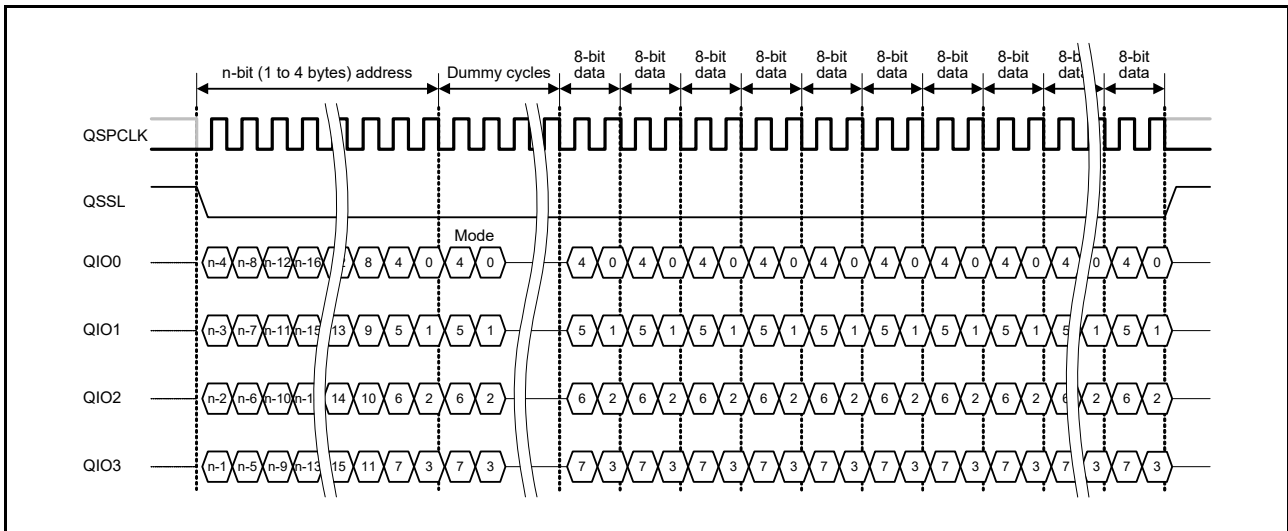 8-bit 8-bit 8-bit 8-bit 8-bit 8-bit 8-bit 8-bit 8-bit
n-bit (1 to 4 bytes) address Dummy cycles data data data data data data data data data data
QSPCLK
QSSL
Mode
QIO0 n-4 n-8 n-12 n-16 8 4 0 4 0 4 0 4 0 4 0 4 0 4 0 4 0 4 0 4 0 4 0 4 0
QIO1 n-3 n-7 n-11 n-15 13 9 5 1 5 1 5 1 5 1 5 1 5 1 5 1 5 1 5 1 5 1 5 1 5 1
QIO2 n-2 n-6 n-10 14 10 6 2 6 2 6 2 6 2 6 2 6 2 6 2 6 2 6 2 6 2 6 2 6 2
QIO3 n-1 n-5 n-9 n-13 15 11 7 3 7 3 7 3 7 3 7 3 7 3 7 3 7 3 7 3 7 3 7 3 7 3